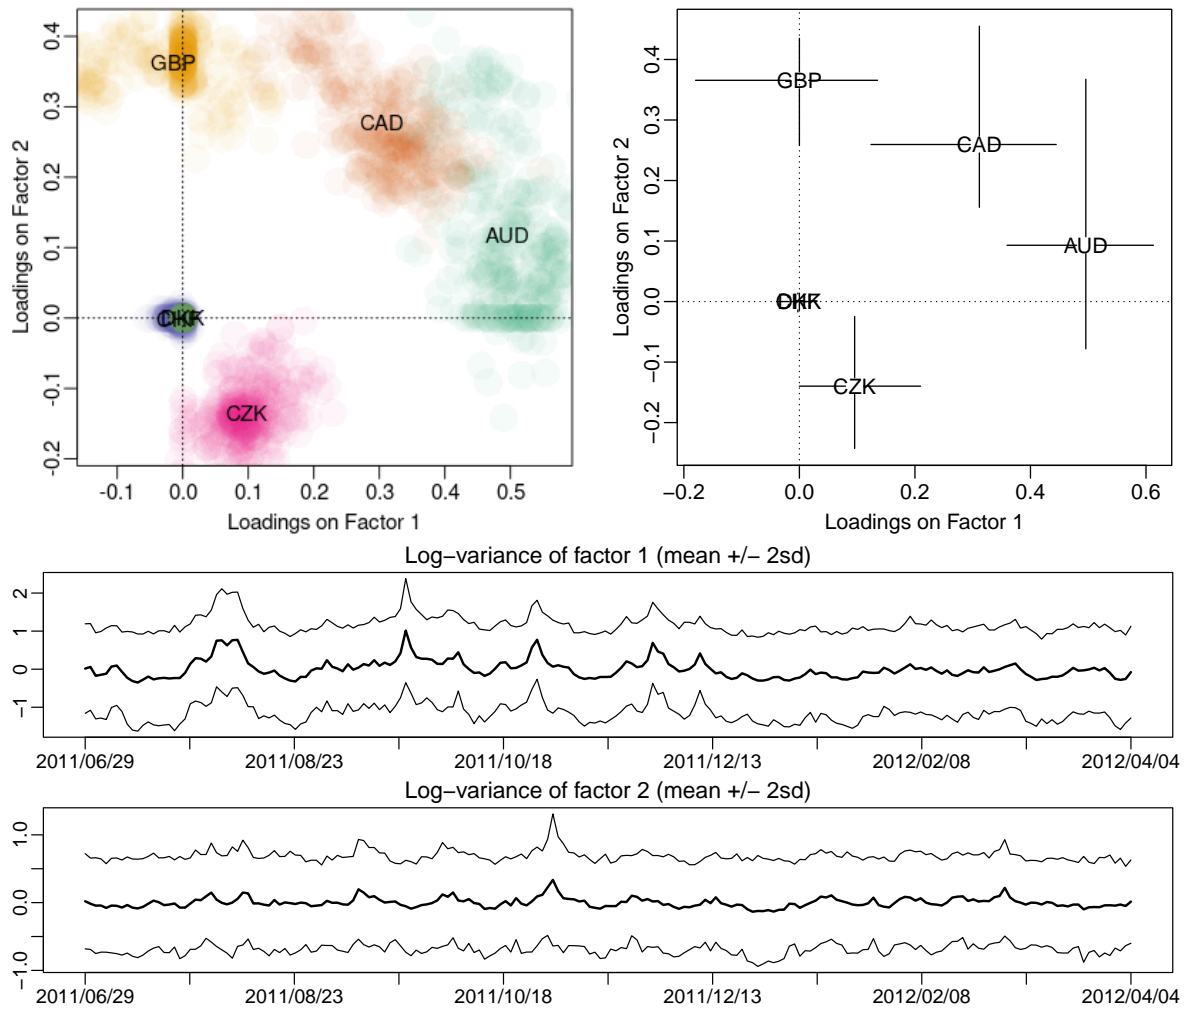 0.4
0.3
0.2
0.1
0.0
-0.1
-0.2
Loadings on Factor 2
GBP
CAD
AUD
CZK
-0.1 0.0 0.1 0.2 0.3 0.4 0.5
Loadings on Factor 1
0.4
0.3
0.2
0.1
0.0
−0.1
−0.2
Loadings on Factor 2
GBP
CAD
AUD
CZK
−0.2 0.0 0.2 0.4 0.6
Loadings on Factor 1
Log−variance of factor 1 (mean +/− 2sd)
2
1
0
−1
2011/06/29 2011/08/23 2011/10/18 2011/12/13 2012/02/08 2012/04/04
Log−variance of factor 2 (mean +/− 2sd)
1.0
0.0
−1.0
2011/06/29 2011/08/23 2011/10/18 2011/12/13 2012/02/08 2012/04/04